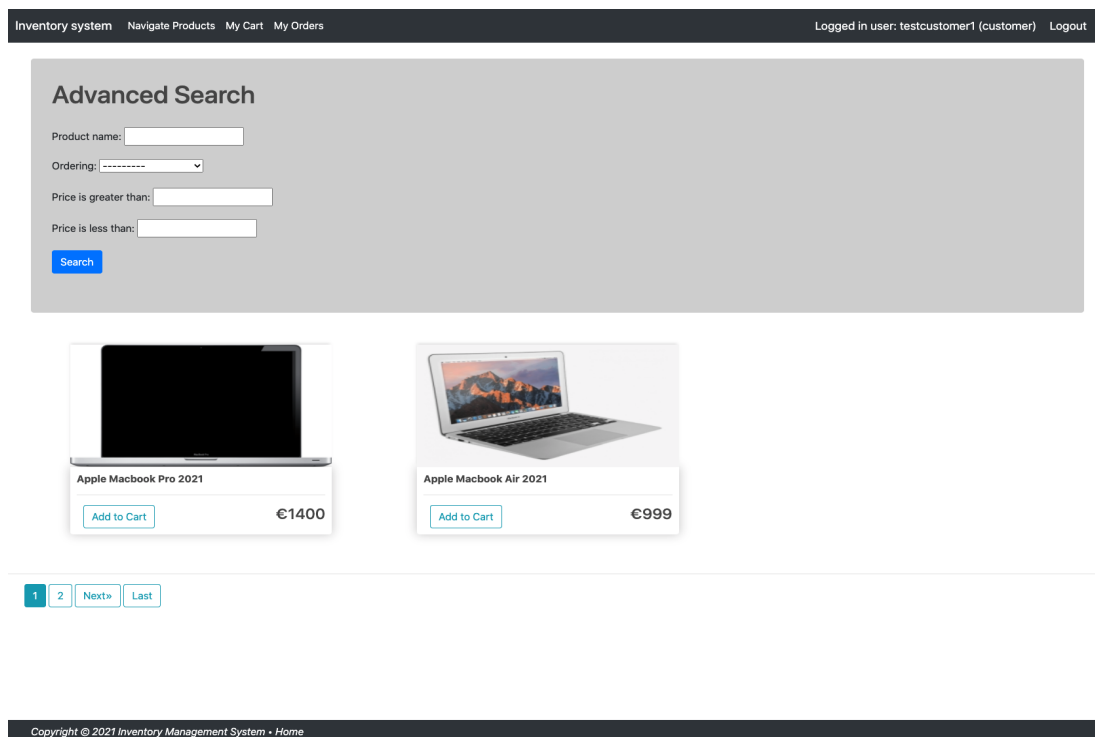 Inventory system Navigate Products My Cart My Orders Logged in user: testcustomer1 (customer) Logout
Advanced Search
Product name:
Ordering: ---------
Price is greater than:
Price is less than:
Search
Apple Macbook Pro 2021
Add to Cart €1400
Apple Macbook Air 2021
Add to Cart €999
1 2 Next» Last
Copyright © 2021 Inventory Management System • Home